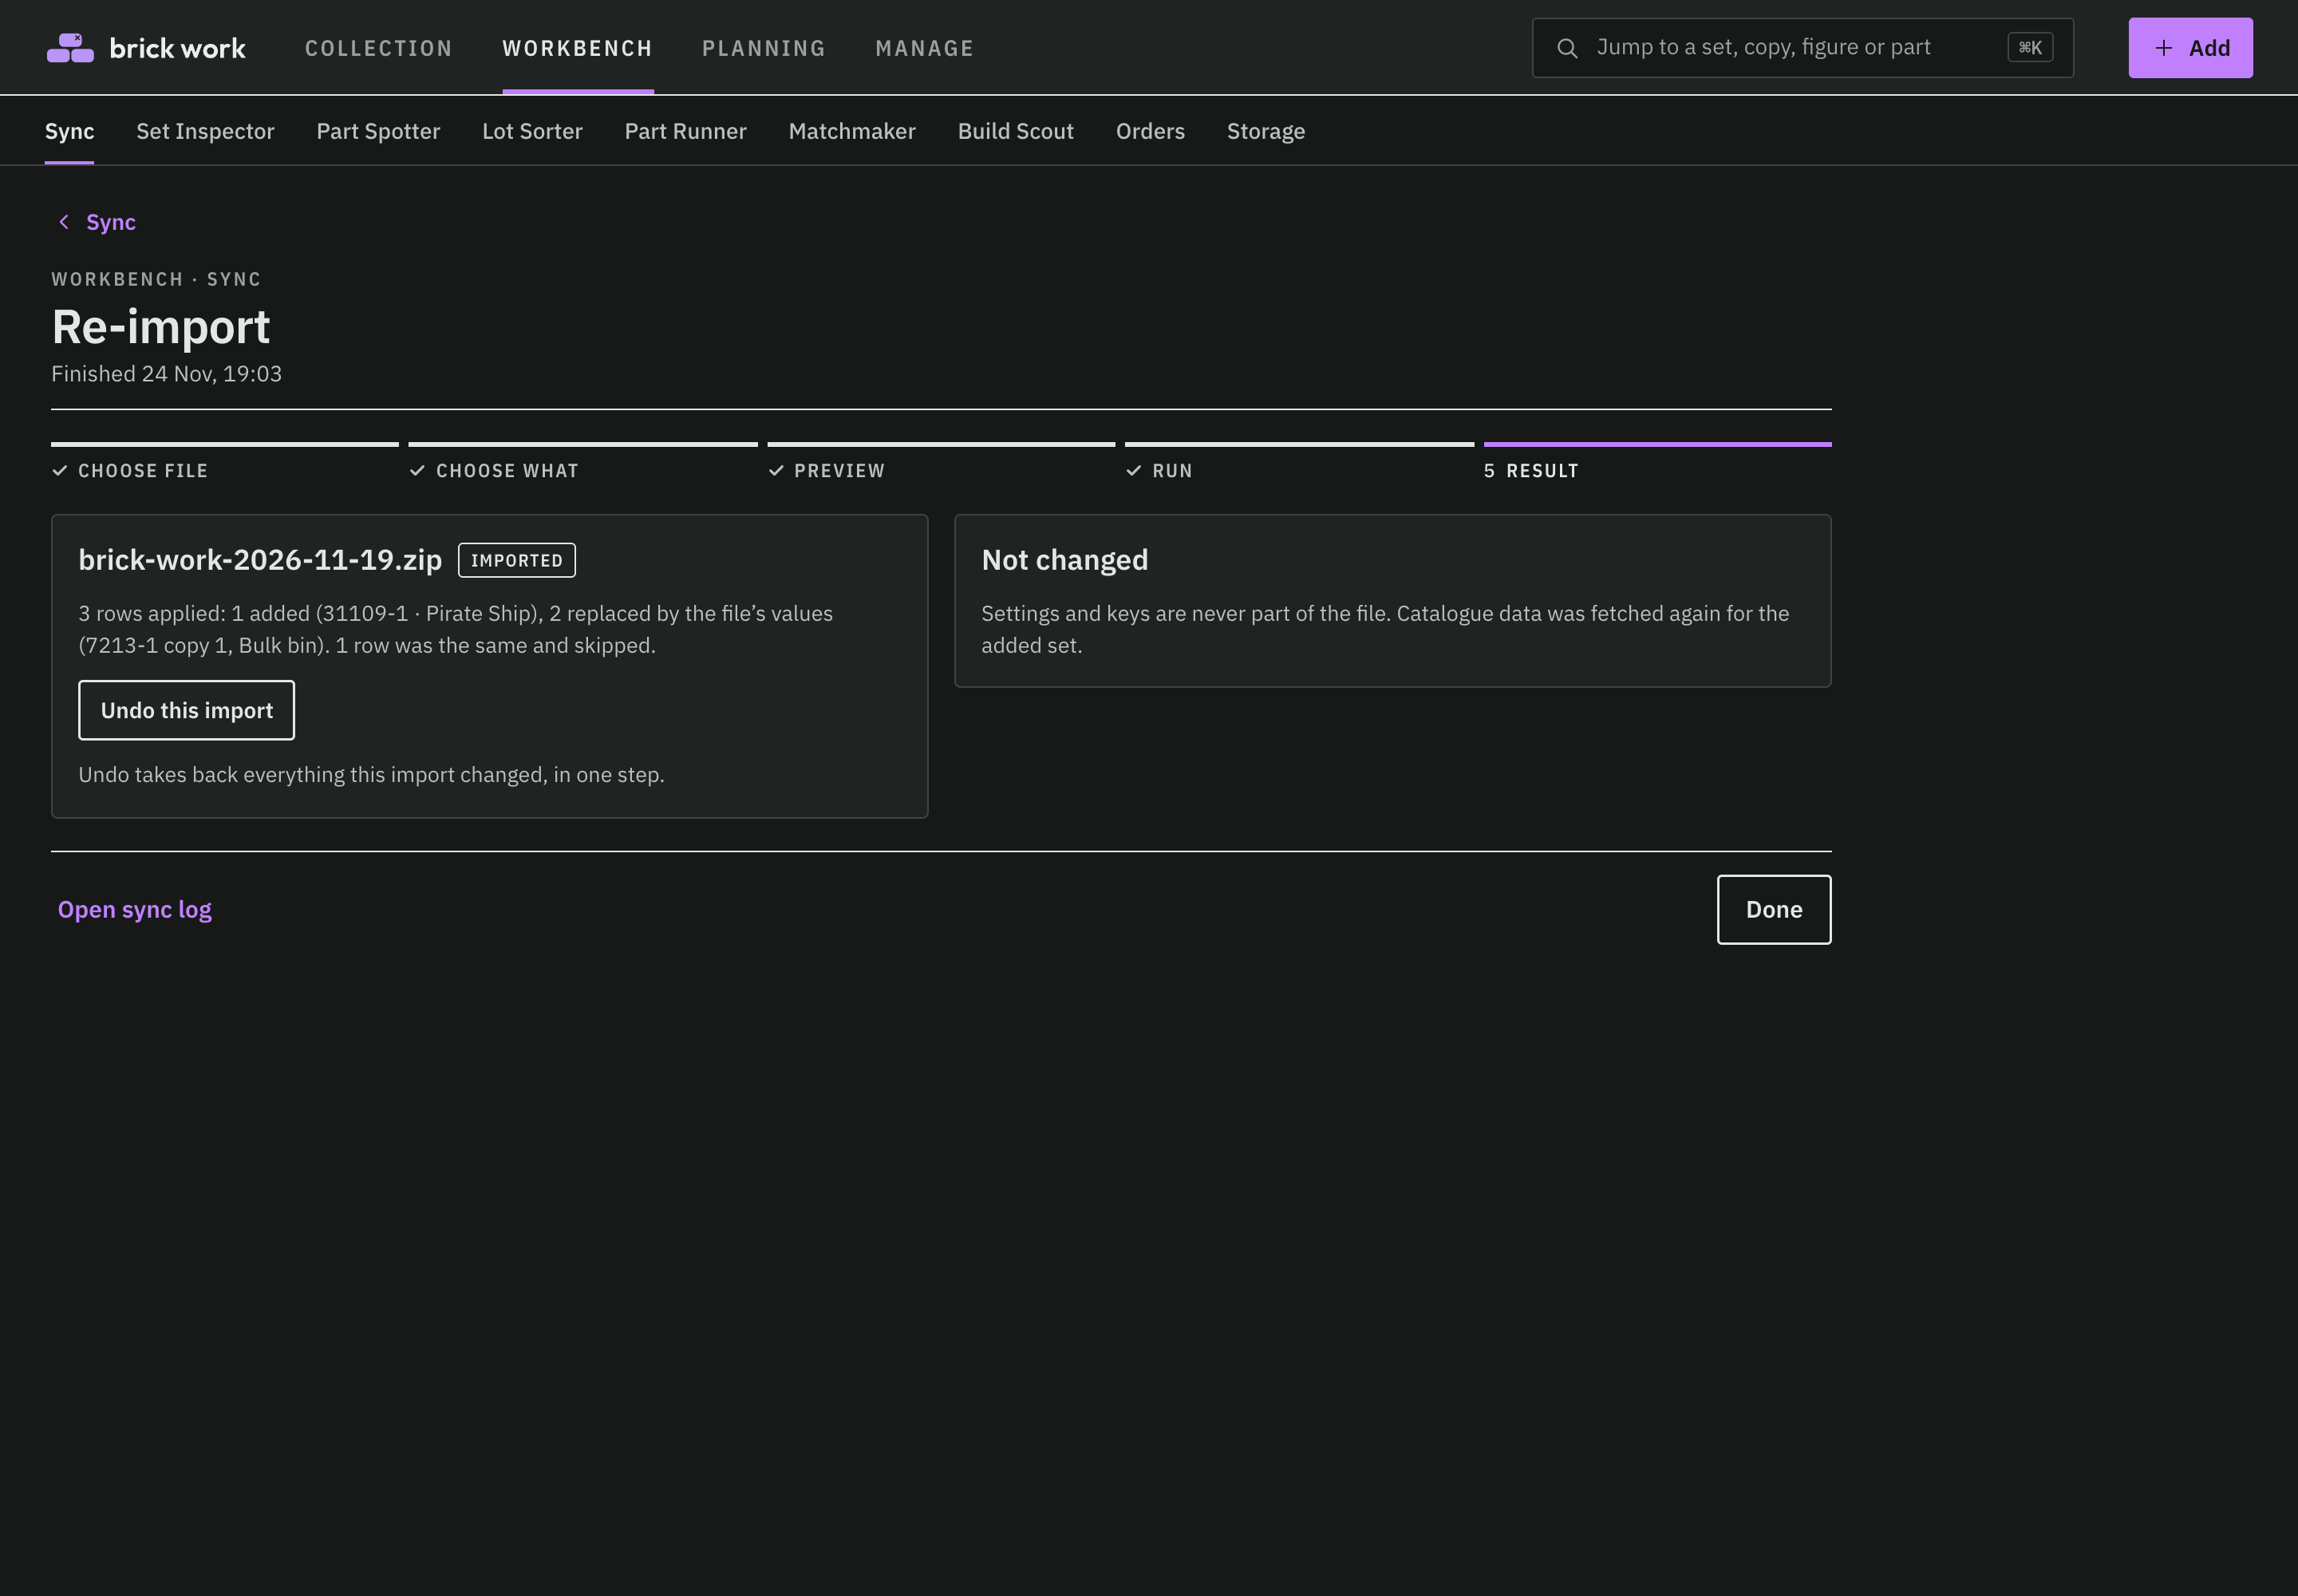 brick work
COLLECTION
WORKBENCH
PLANNING
MANAGE
Jump to a set, copy, figure or part
⌘K
+ Add
Sync
Set Inspector
Part Spotter
Lot Sorter
Part Runner
Matchmaker
Build Scout
Orders
Storage
Sync
WORKBENCH · SYNC
Re-import
Finished 24 Nov, 19:03
CHOOSE FILE
CHOOSE WHAT
PREVIEW
RUN
5 RESULT
brick-work-2026-11-19.zip
IMPORTED
3 rows applied: 1 added (31109-1 · Pirate Ship), 2 replaced by the file’s values
(7213-1 copy 1, Bulk bin). 1 row was the same and skipped.
Undo this import
Undo takes back everything this import changed, in one step.
Not changed
Settings and keys are never part of the file. Catalogue data was fetched again for the
added set.
Open sync log
Done